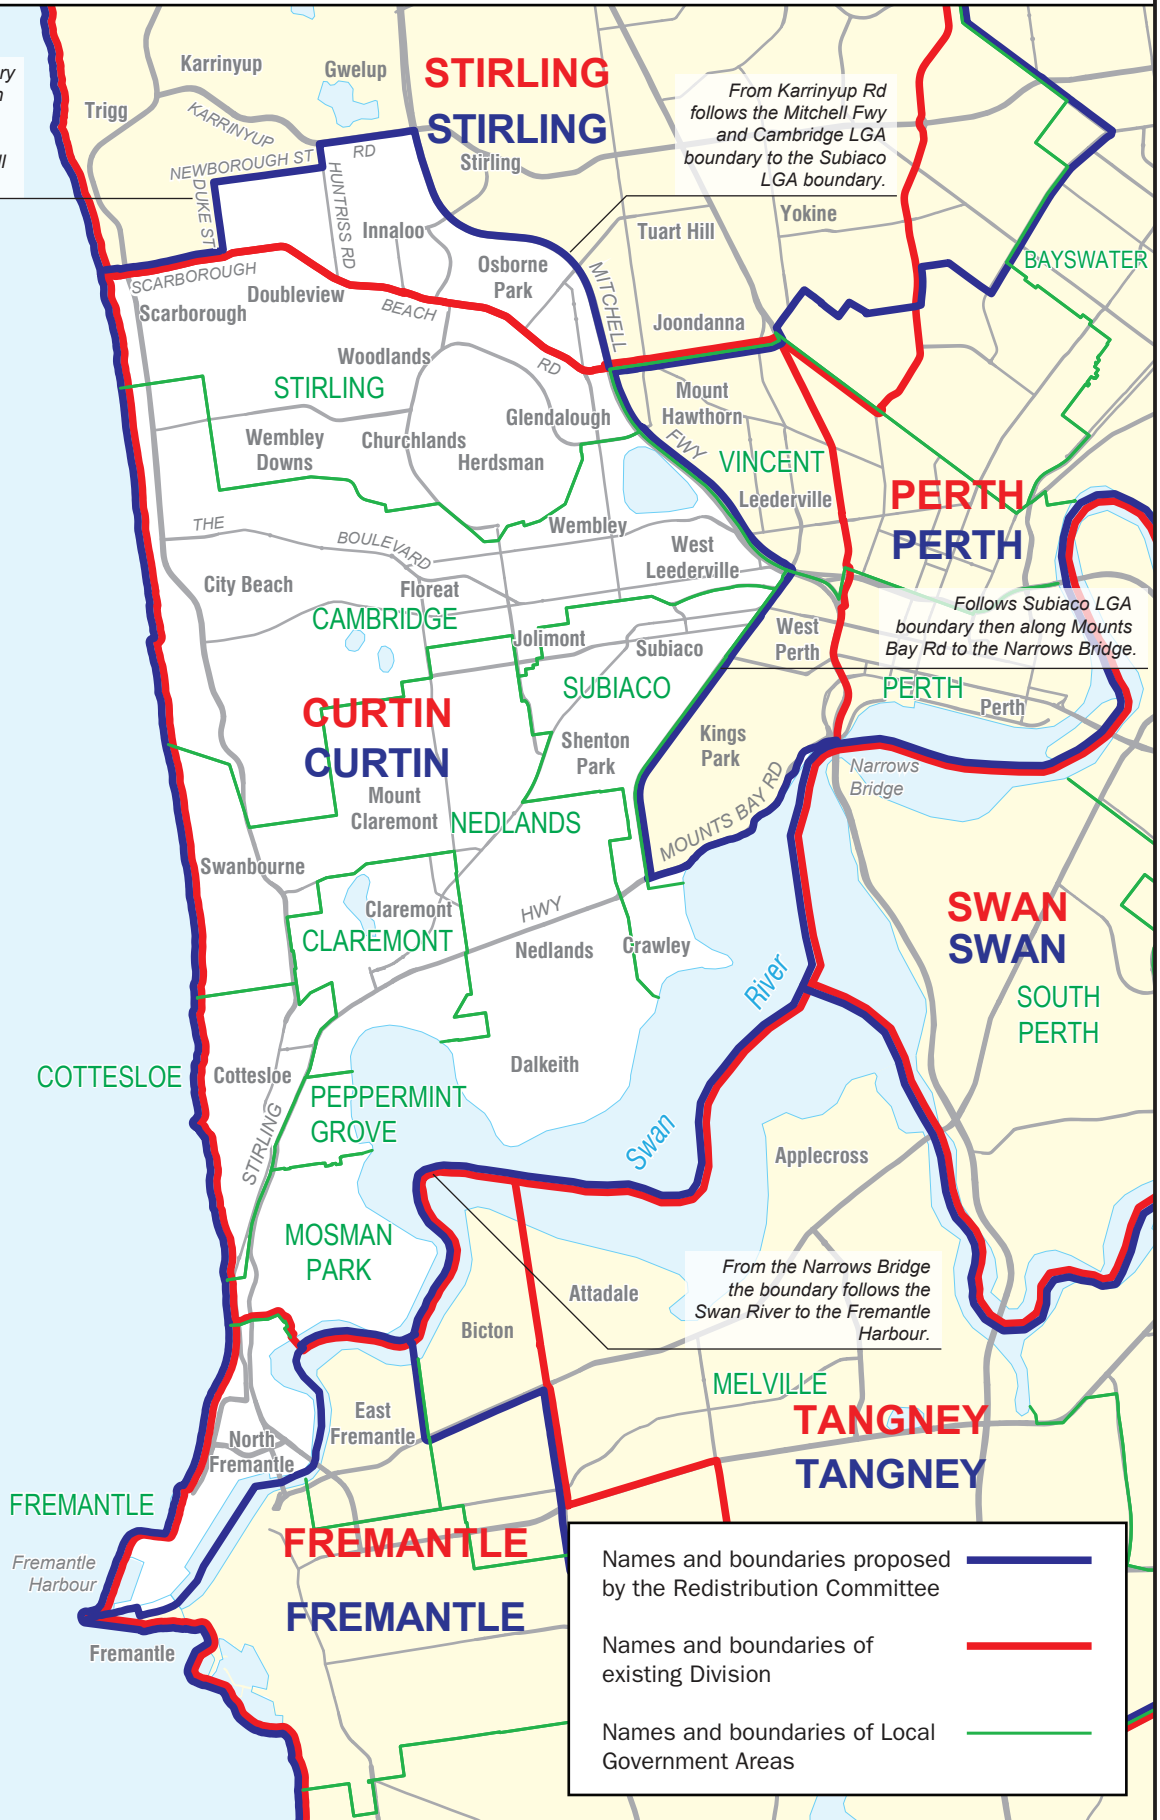 ry
n
ll
Karrinyup
Gwelup
Trigg
KARRINYUP
RD
NEWBOROUGH ST
DUKE ST
HUNTRISS RD
STIRLING
STIRLING
Stirling
From Karrinyup Rd
follows the Mitchell Fwy
and Cambridge LGA
boundary to the Subiaco
LGA boundary.
Yokine
Tuart Hill
Innaloo
Osborne
Park
BAYSWATER
SCARBOROUGH
BEACH
RD
Doubleview
Scarborough
MITCHELL
FWY
Joondanna
Woodlands
STIRLING
Mount
Hawthorn
Glendalough
Wembley
Downs
Churchlands
Herdsman
VINCENT
Leederville
PERTH
PERTH
THE
BOULEVARD
Wembley
West
Leederville
City Beach
Floreat
CAMBRIDGE
Jolimont
Subiaco
West
Perth
Follows Subiaco LGA
boundary then along Mounts
Bay Rd to the Narrows Bridge.
SUBIACO
PERTH
Perth
CURTIN
CURTIN
Shenton
Park
Kings
Park
Narrows
Bridge
MOUNTS BAY RD
Mount
Claremont
NEDLANDS
Swanbourne
Claremont
CLAREMONT
HWY
Nedlands
Crawley
SWAN
SWAN
SOUTH
PERTH
River
Swan
COTTESLOE
Cottesloe
Dalkeith
PEPPERMINT
GROVE
STIRLING
Applecross
MOSMAN
PARK
From the Narrows Bridge
the boundary follows the
Swan River to the Fremantle
Harbour.
Attadale
Bicton
MELVILLE
TANGNEY
TANGNEY
East
Fremantle
North
Fremantle
FREMANTLE
Fremantle
Harbour
FREMANTLE
FREMANTLE
Fremantle
Names and boundaries proposed
by the Redistribution Committee
Names and boundaries of
existing Division
Names and boundaries of Local
Government Areas